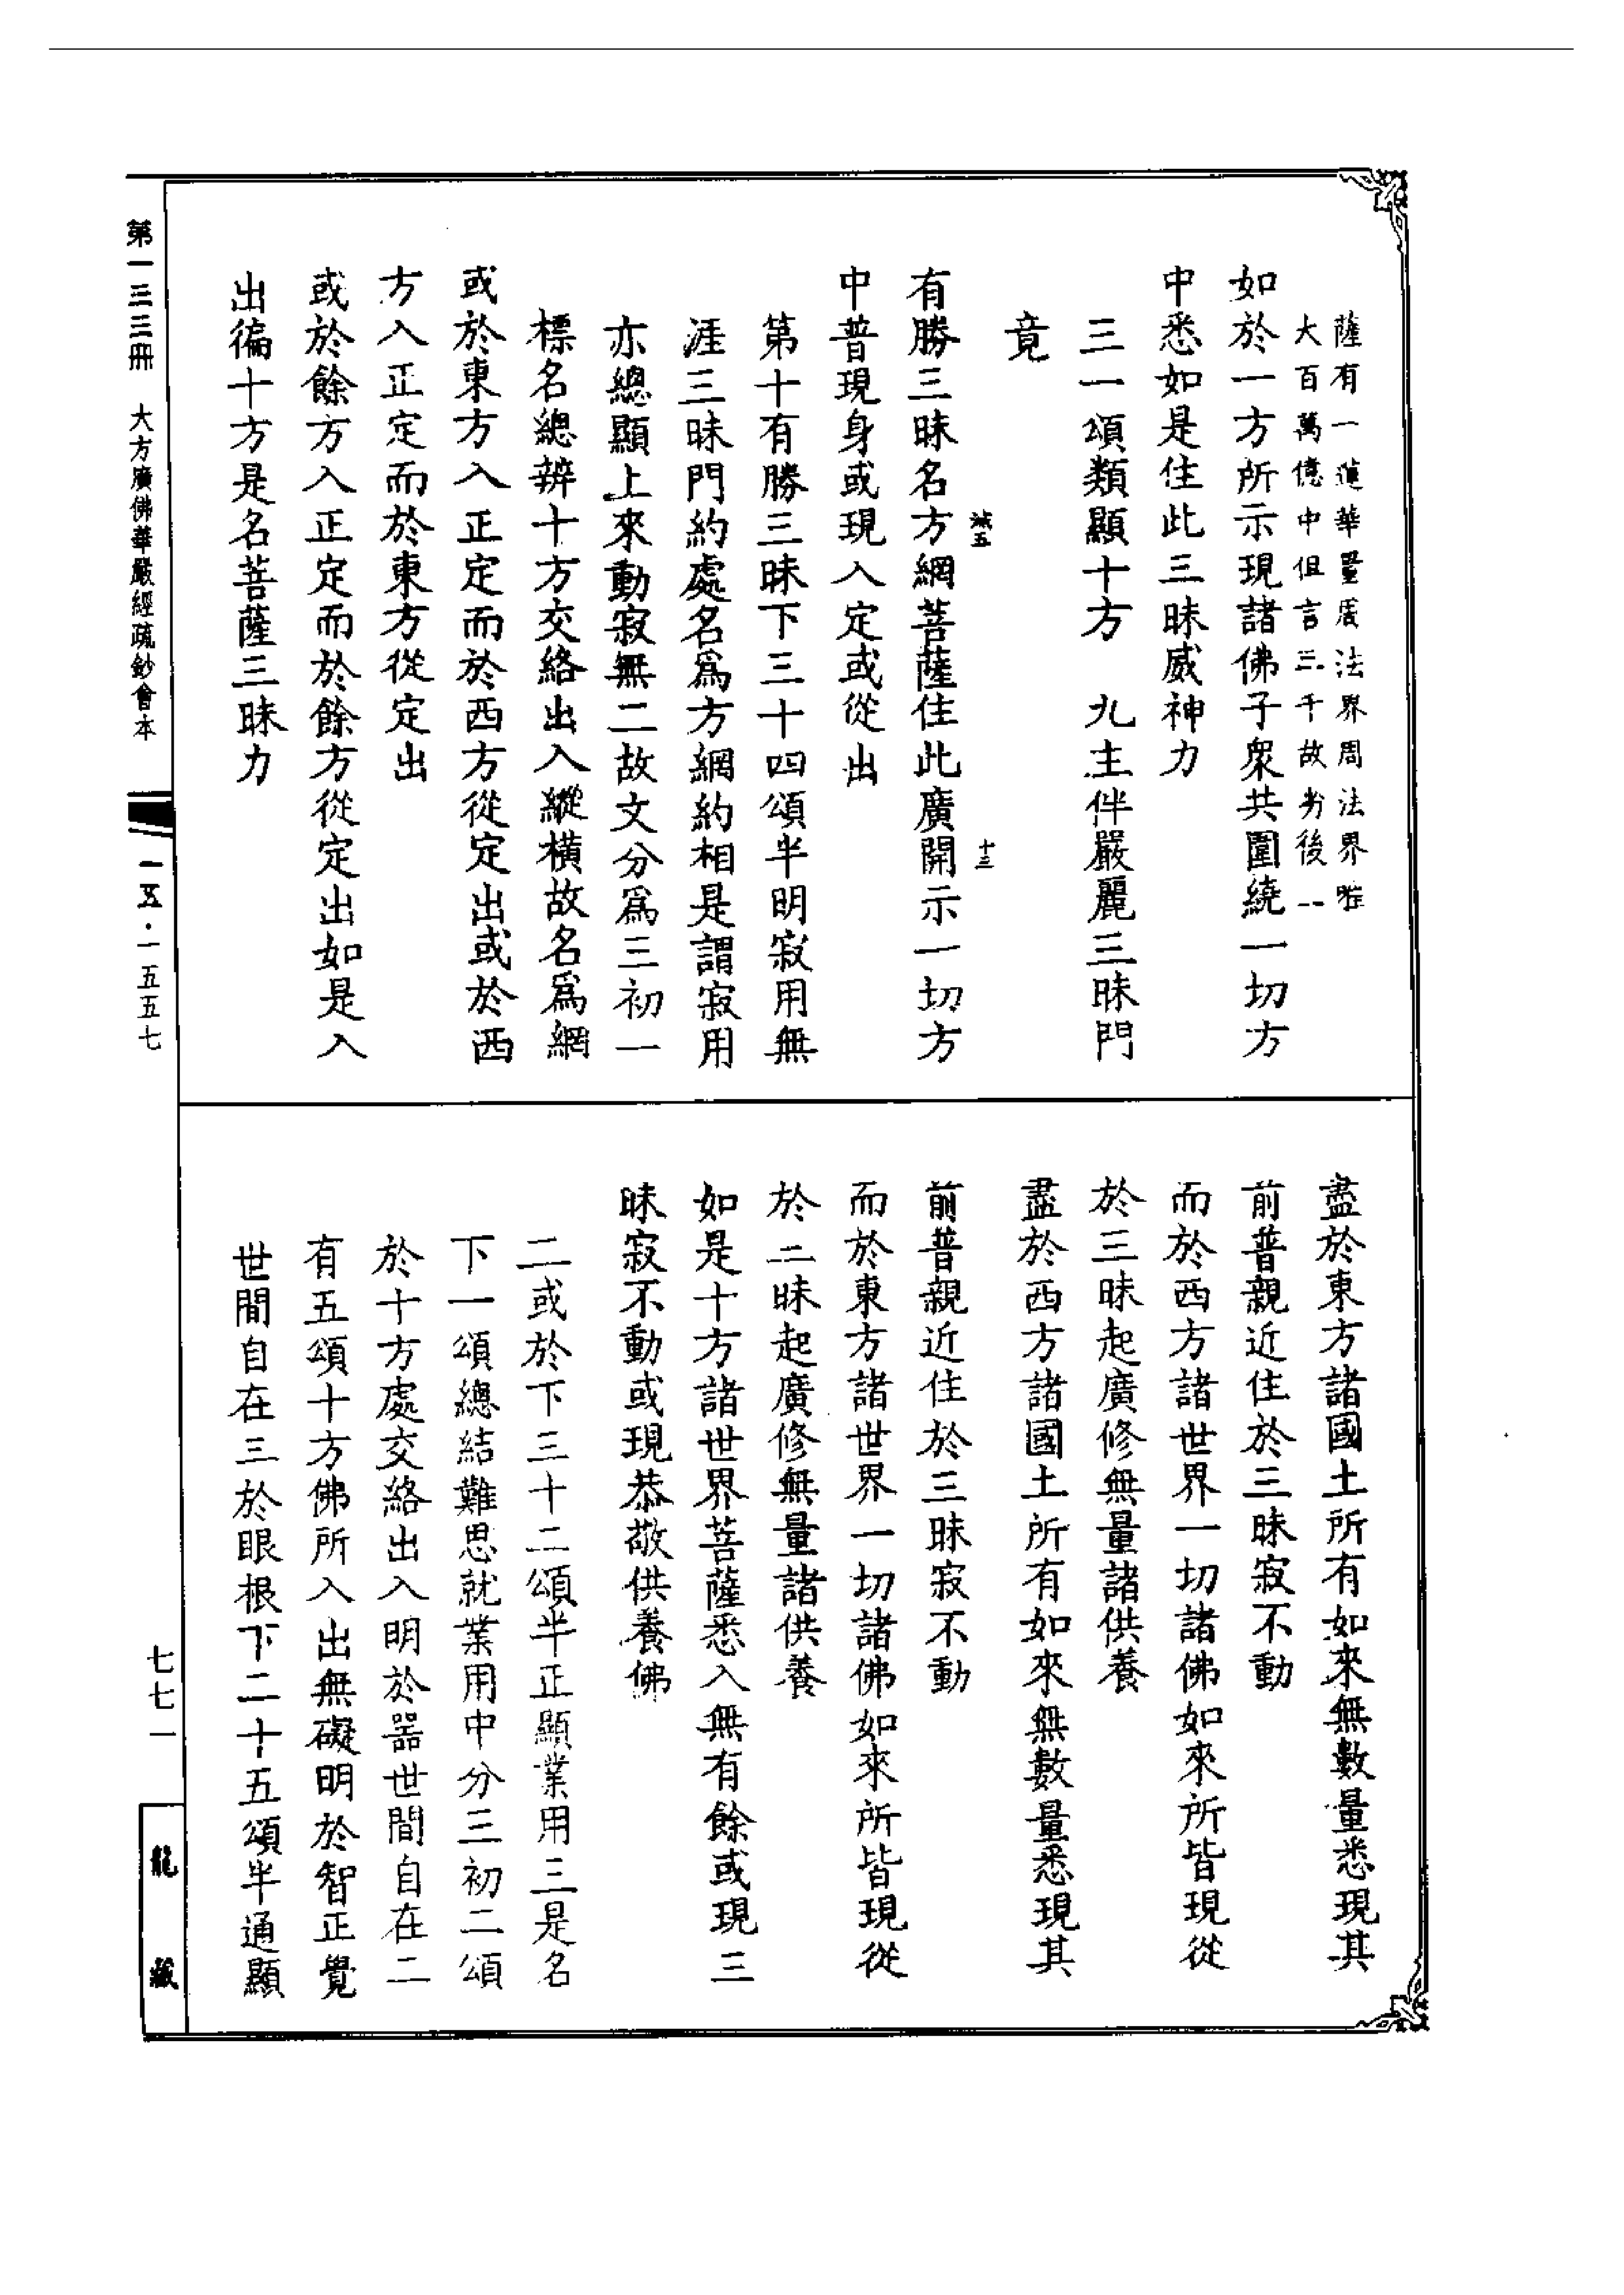 薩有一蓮華量周法界周法界唯
大百萬億中但言三千故劣後一
如於一方所示現諸佛子衆共圍繞一切方
中悉如是住此三昧威神力
三一頌類顯十方　九主伴嚴麗三昧門
竟
有勝三昧名方網菩薩住此廣開示一切方
中普現身或現入定或從出
第十有勝三昧下三十四頌半明寂用無
涯三昧門約處名爲方網約相是謂寂用
亦總顯上來動寂無二故文分爲三初一
標名總辨十方交絡出入縱橫故名爲網
或於東方入正定而於西方從定出或於西
方入正定而於東方從定出
或於餘方入正定而於餘方從定出如是入
出徧十方是名菩薩三昧力
盡於東方諸國土所有如來無數量悉現其
前普親近住於三昧寂不動
而於西方諸世界一切諸佛如來所皆現從
於三昧起廣修無量諸供養
盡於西方諸國土所有如來無數量悉現其
前普親近住於三昧寂不動
而於東方諸世界一切諸佛如來所皆現從
於三昧起廣修無量諸供養
如是十方諸世界菩薩悉入無有餘或現三
昧寂不動或現恭敬供養佛
二或於下三十二頌半正顯業用三是名
下一頌總結難思就業用中分三初二頌
於十方處交絡出入明於器世間自在二
有五頌十方佛所入出無礙明於智正覺
世間自在三於眼根下二十五頌半通顯
第一三三冊　大方廣佛華嚴經疏鈔會本
一五·一五五七
七七一
龍藏
十三